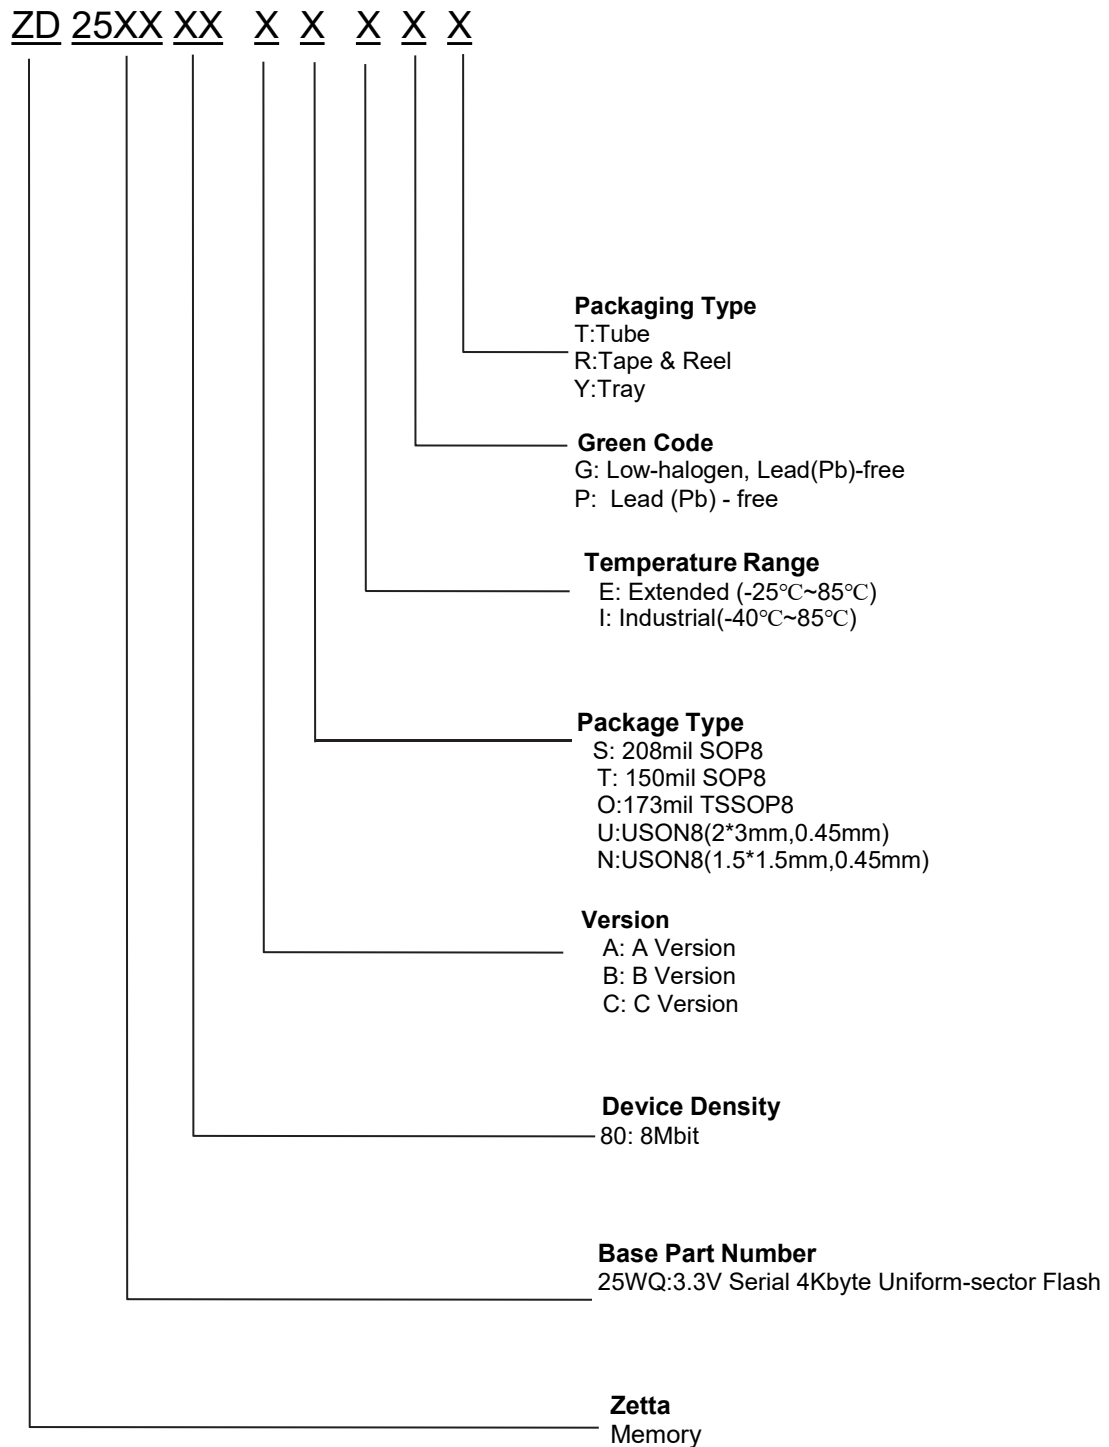 ZD 25XX XX X X X X X
Packaging Type
T:Tube
R:Tape & Reel
Y:Tray
Green Code
G: Low-halogen, Lead(Pb)-free
P: Lead (Pb) - free
Temperature Range
E: Extended (-25℃~85℃)
I: Industrial(-40℃~85℃)
Package Type
S: 208mil SOP8
T: 150mil SOP8
O:173mil TSSOP8
U:USON8(2*3mm,0.45mm)
N:USON8(1.5*1.5mm,0.45mm)
Version
A: A Version
B: B Version
C: C Version
Device Density
80: 8Mbit
Base Part Number
25WQ:3.3V Serial 4Kbyte Uniform-sector Flash
Zetta
Memory